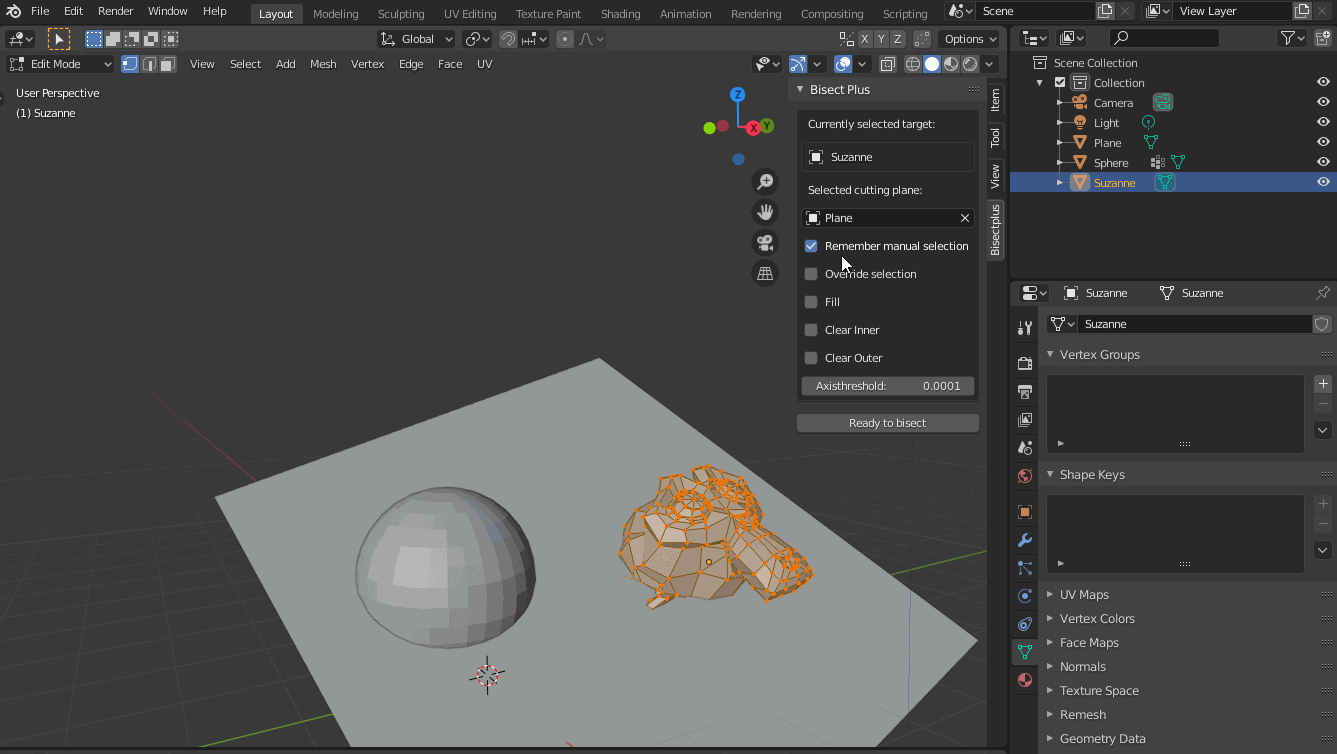 File Edit Render Window Help Layout Modeling Sculpting UV Editing Texture Paint Shading Animation Rendering Compositing Scripting Scene View Layer
Global X Y Z Options
Edit Mode View Select Add Mesh Vertex Edge Face UV
User Perspective
(1) Suzanne
Z
X
Y
Bisect Plus
Currently selected target:
Suzanne
Selected cutting plane:
Plane
Remember manual selection
Override selection
Fill
Clear Inner
Clear Outer
Axisthreshold: 0.0001
Ready to bisect
Item
Tool
View
Bisectplus
Scene Collection
Collection
Camera
Light
Plane
Sphere
Suzanne
Suzanne Suzanne
Suzanne
Vertex Groups
Shape Keys
UV Maps
Vertex Colors
Face Maps
Normals
Texture Space
Remesh
Geometry Data